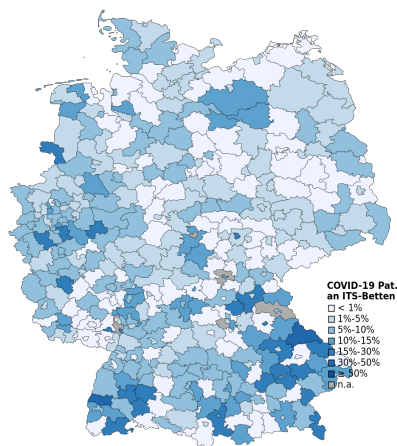 COVID-19 Pat.
an ITS-Betten
< 1%
1%-5%
5%-10%
10%-15%
15%-30%
30%-50%
≥ 50%
n.a.